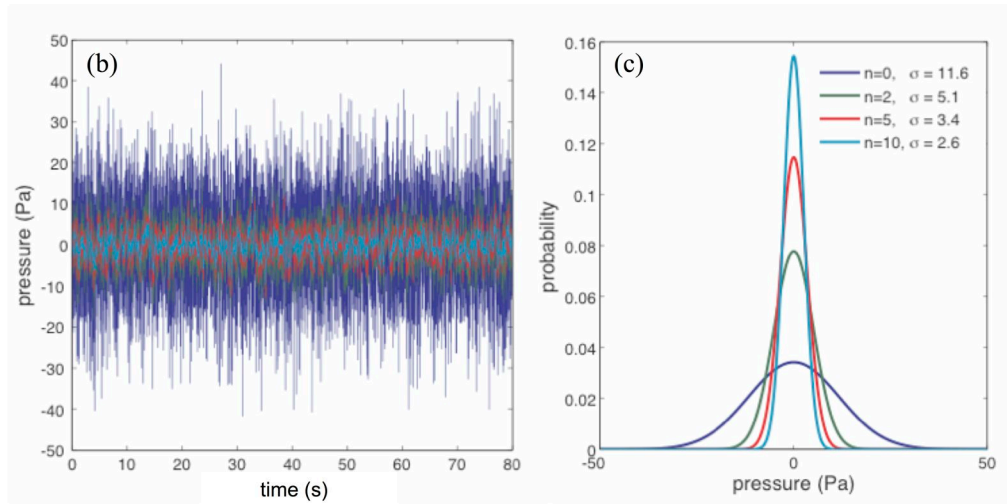 (b)
50
40
30
20
10
0
-10
-20
-30
-40
-50
pressure (Pa)
0 10 20 30 40 50 60 70 80
time (s)
(c)
0.16
0.14
0.12
0.1
0.08
0.06
0.04
0.02
0
probability
n=0, σ = 11.6
n=2, σ = 5.1
n=5, σ = 3.4
n=10, σ = 2.6
-50 0 50
pressure (Pa)